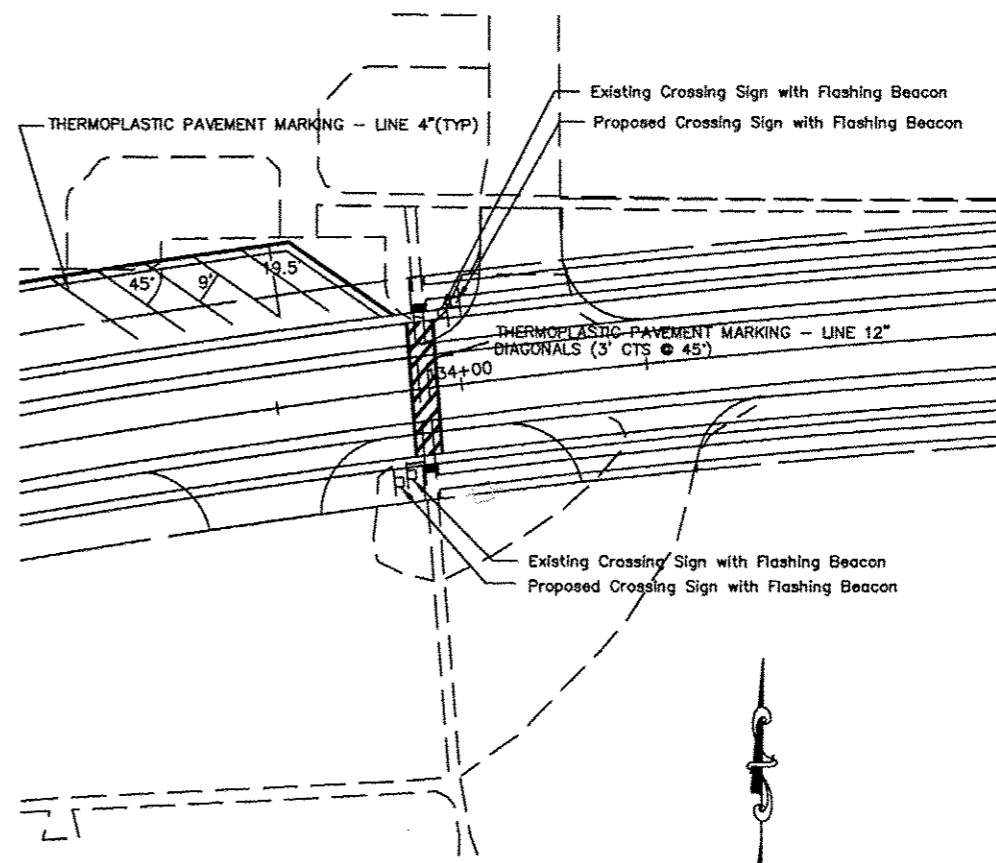 Existing Crossing Sign with Flashing Beacon
THERMOPLASTIC PAVEMENT MARKING - LINE 4"(TYP)
Proposed Crossing Sign with Flashing Beacon
45°
9'
19.5'
THERMOPLASTIC PAVEMENT MARKING - LINE 12"
DIAGONALS (3' CTS @ 45°)
34+00
Existing Crossing Sign with Flashing Beacon
Proposed Crossing Sign with Flashing Beacon